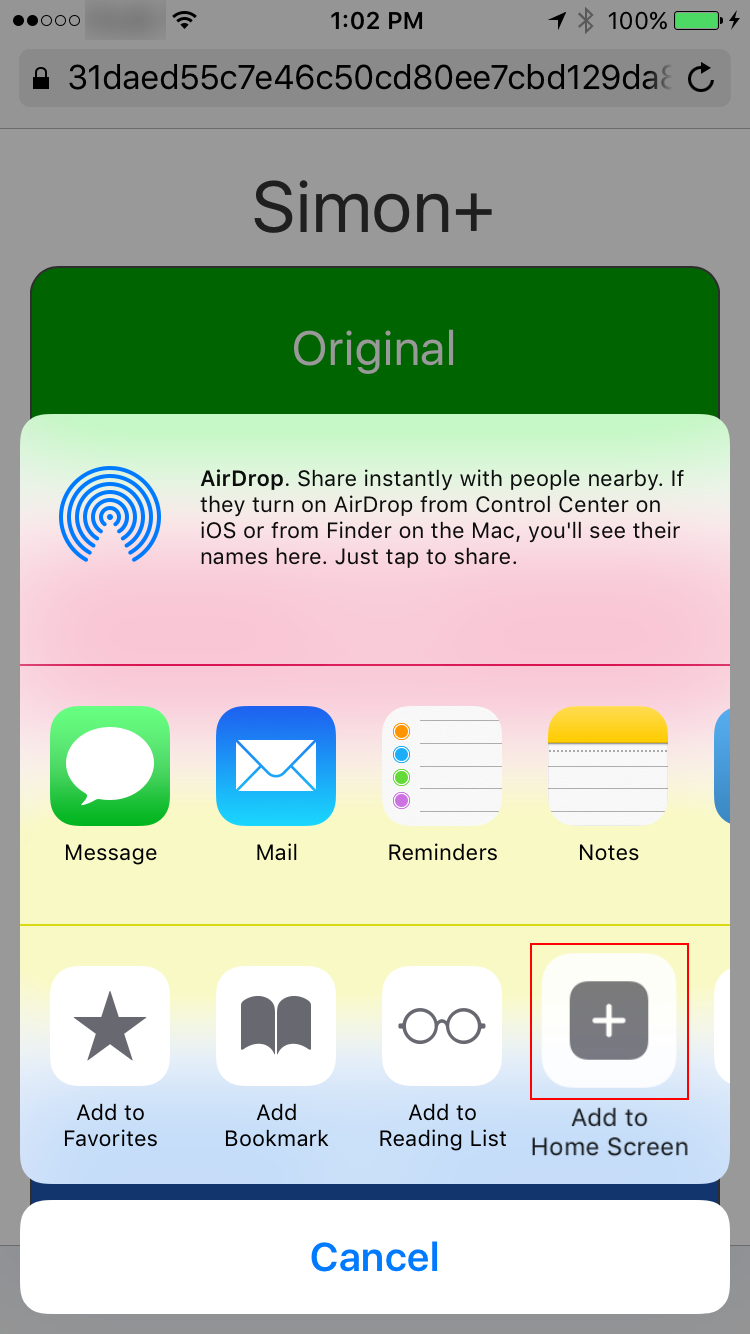 1:02 PM
100%
31daed55c7e46c50cd80ee7cbd129da8
Simon+
Original
AirDrop. Share instantly with people nearby. If
they turn on AirDrop from Control Center on
iOS or from Finder on the Mac, you'll see their
names here. Just tap to share.
Message
Mail
Reminders
Notes
Add to
Favorites
Add
Bookmark
Add to
Reading List
Add to
Home Screen
Cancel